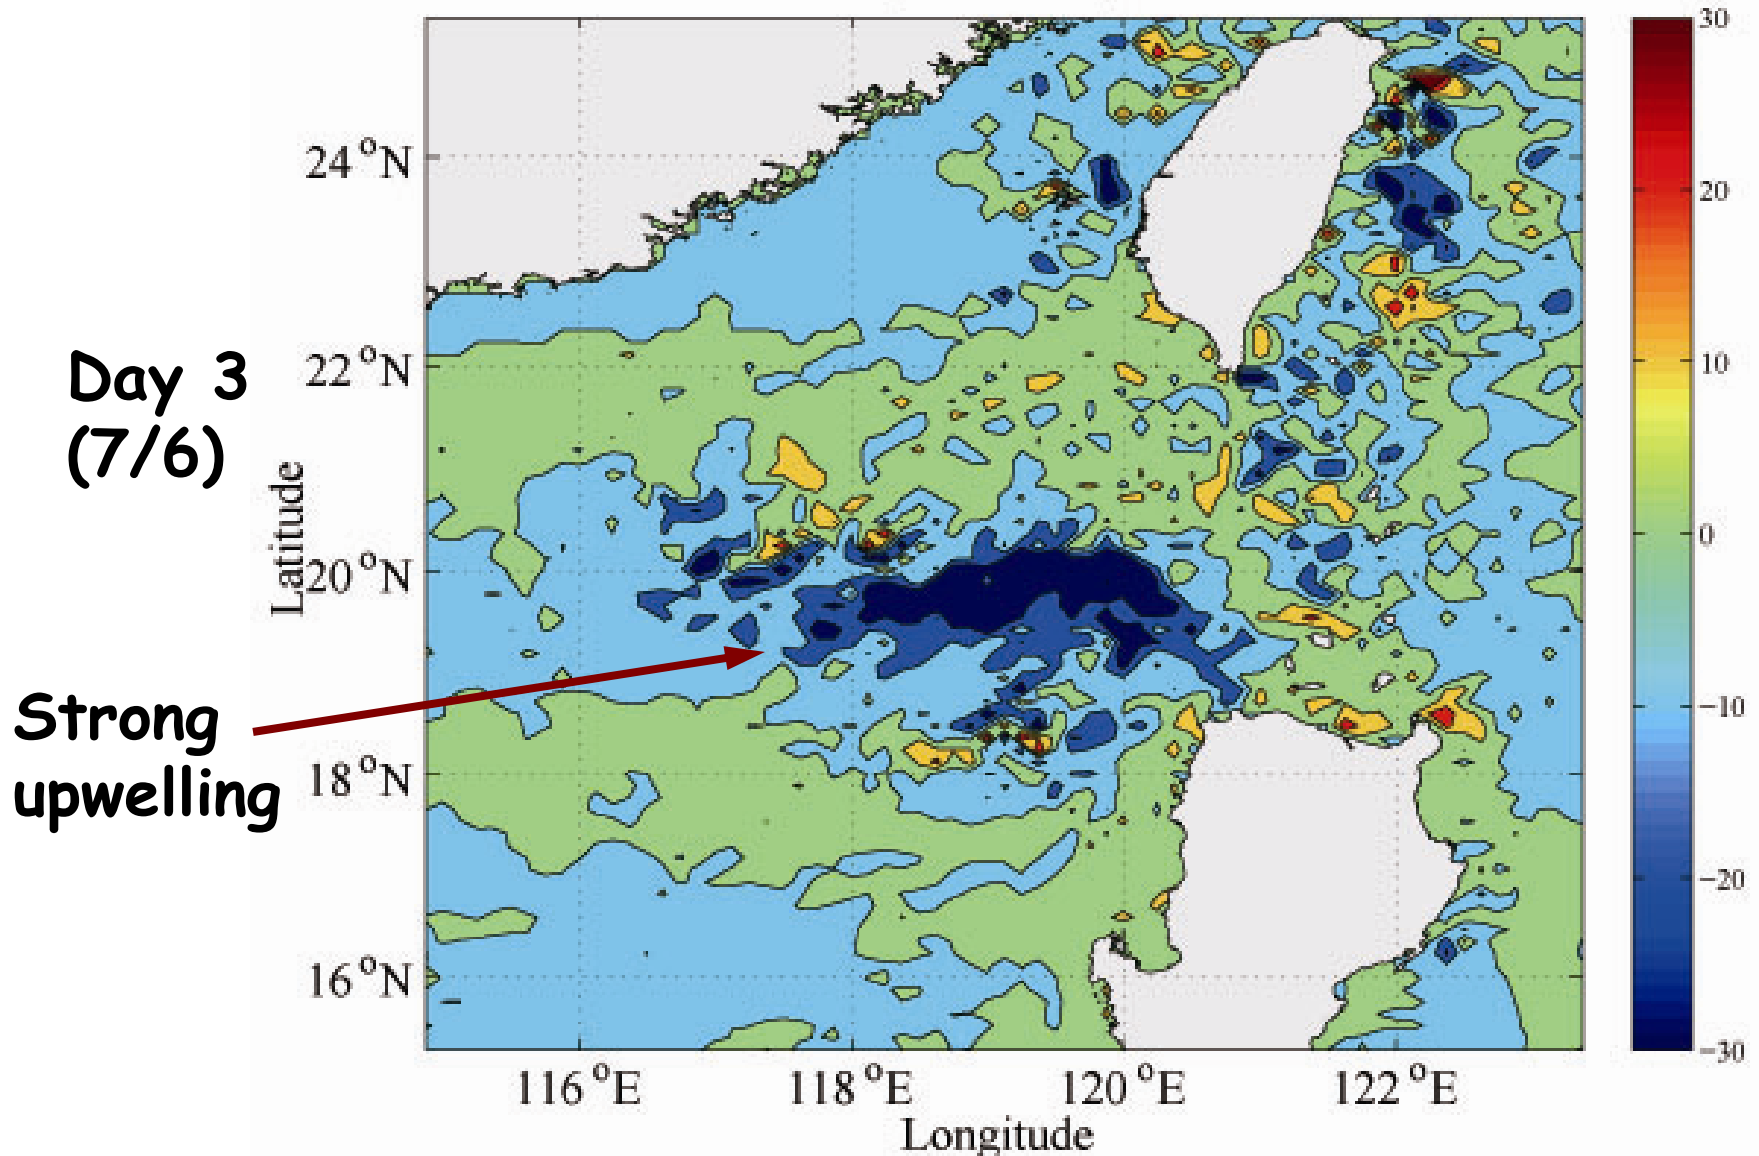 Day 3
(7/6)
Strong
upwelling
Latitude
24 °N
22 °N
20 °N
18 °N
16 °N
116 °E
118 °E
120 °E
122 °E
Longitude
30
20
10
0
−10
−20
−30